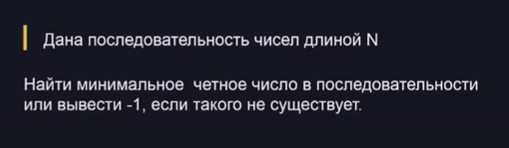 Дана последовательность чисел длиной N
Найти минимальное четное число в последовательности
или вывести -1, если такого не существует.